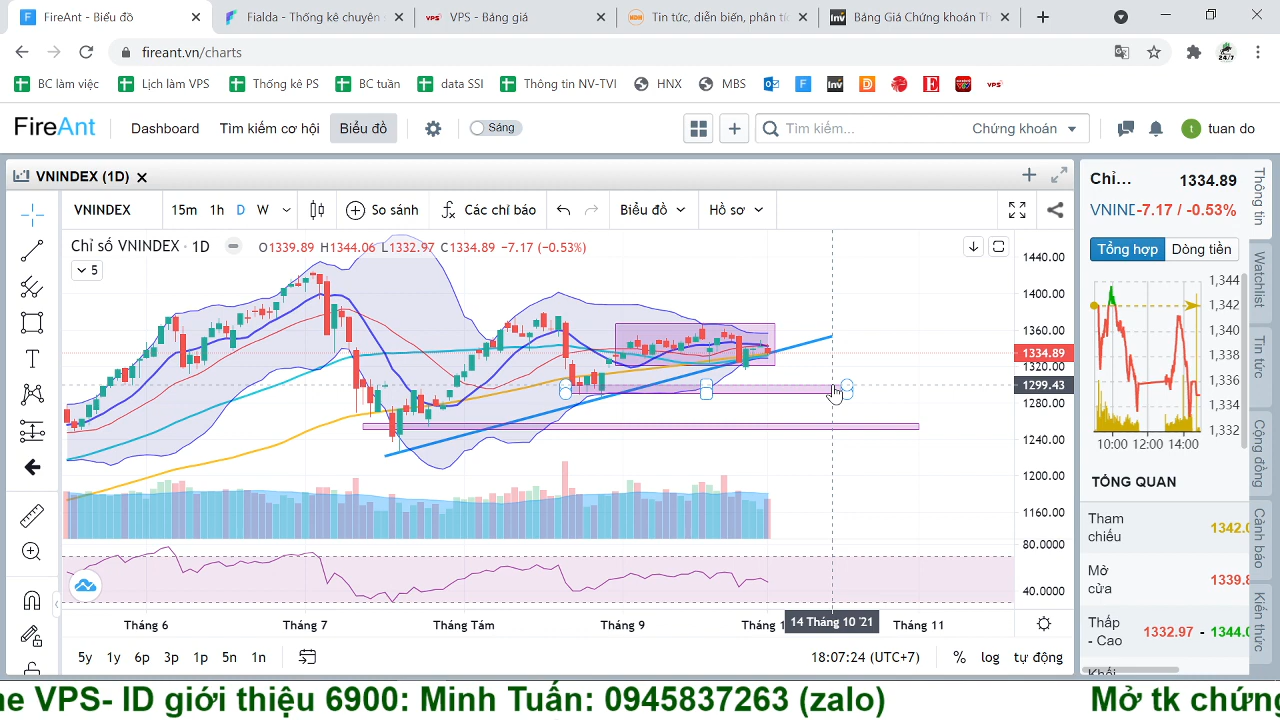 FireAnt - Biểu đồ
Fialda - Thống kê chuyên
VPS - Bảng giá
Tin tức, diễn đàn, phân tíc
Bảng Giá Chứng khoán Th
fireant.vn/charts
BC làm việc
Lịch làm VPS
Thống kê PS
BC tuần
data SSI
Thông tin NV-TVI
HNX
MBS
FireAnt
Dashboard
Tìm kiếm cơ hội
Biểu đồ
Sáng
Tìm kiếm...
Chứng khoán
tuan do
VNINDEX (1D)
VNINDEX
15m
1h
D
W
So sánh
Các chỉ báo
Biểu đồ
Hồ sơ
Chỉ số VNINDEX · 1D
O1339.89 H1344.06 L1332.97 C1334.89 −7.17 (−0.53%)
5
1440.00
1400.00
1360.00
1334.89
1320.00
1299.43
1280.00
1240.00
1200.00
1160.00
80.0000
40.0000
Tháng 6
Tháng 7
Tháng Tám
Tháng 9
Tháng 1
14 Tháng 10 '21
Tháng 11
5y
1y
6p
3p
1p
5n
1n
18:07:24 (UTC+7)
%
log
tự động
Chỉ...
1334.89
VNINDE
-7.17 / -0.53%
Tổng hợp
Dòng tiền
1,344
1,342
1,340
1,338
1,336
1,334
1,332
10:00 12:00 14:00
TỔNG QUAN
Tham chiếu
1342.0
Mở cửa
1339.8
Thấp - Cao
1332.97 - 1344.0
Khối
Thông tin
Watchlist
Tin tức
Cộng đồng
Cảnh báo
Kiến thức
ne VPS- ID giới thiệu 6900: Minh Tuấn: 0945837263 (zalo)
Mở tk chứng